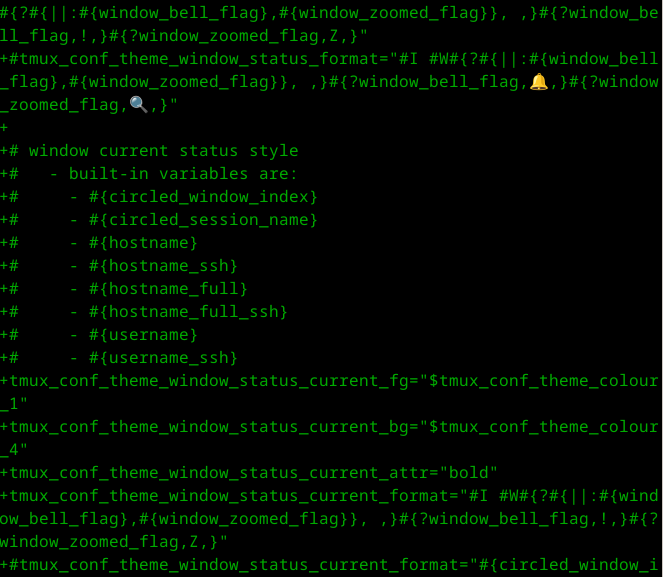 #{?#{||:#{window_bell_flag},#{window_zoomed_flag}}, ,}#{?window_be
ll_flag,!,}#{?window_zoomed_flag,Z,}"
+#tmux_conf_theme_window_status_format="#I #W#{?#{||:#{window_bell
_flag},#{window_zoomed_flag}}, ,}#{?window_bell_flag,🔔,}#{?window
_zoomed_flag,🔍,}"
+
+# window current status style
+#   - built-in variables are:
+#     - #{circled_window_index}
+#     - #{circled_session_name}
+#     - #{hostname}
+#     - #{hostname_ssh}
+#     - #{hostname_full}
+#     - #{hostname_full_ssh}
+#     - #{username}
+#     - #{username_ssh}
+tmux_conf_theme_window_status_current_fg="$tmux_conf_theme_colour
_1"
+tmux_conf_theme_window_status_current_bg="$tmux_conf_theme_colour
_4"
+tmux_conf_theme_window_status_current_attr="bold"
+tmux_conf_theme_window_status_current_format="#I #W#{?#{||:#{wind
ow_bell_flag},#{window_zoomed_flag}}, ,}#{?window_bell_flag,!,}#{?
window_zoomed_flag,Z,}"
+#tmux_conf_theme_window_status_current_format="#{circled_window_i